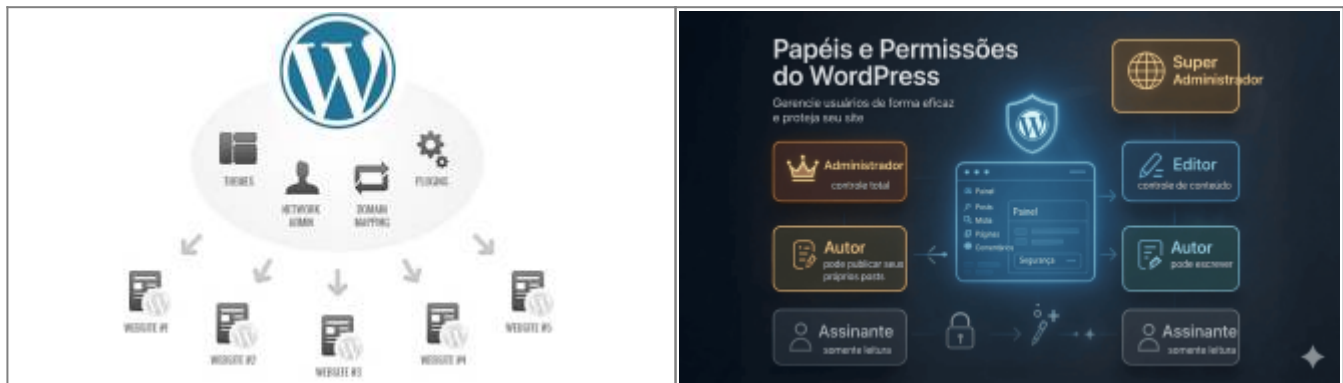 THEMES
NETWORK
ADMIN
DOMAIN
MAPPING
PLUGINS
WEBSITE #1
WEBSITE #2
WEBSITE #3
WEBSITE #4
WEBSITE #5
Papéis e Permissões
do WordPress
Gerencie usuários de forma eficaz
e proteja seu site
Super
Administrador
Administrador
controle total
Editor
controle de conteúdo
Painel
Posts
Mídia
Páginas
Comentários
Painel
Segurança
Autor
pode publicar seus
próprios posts
Autor
pode escrever
Assinante
somente leitura
Assinante
somente leitura